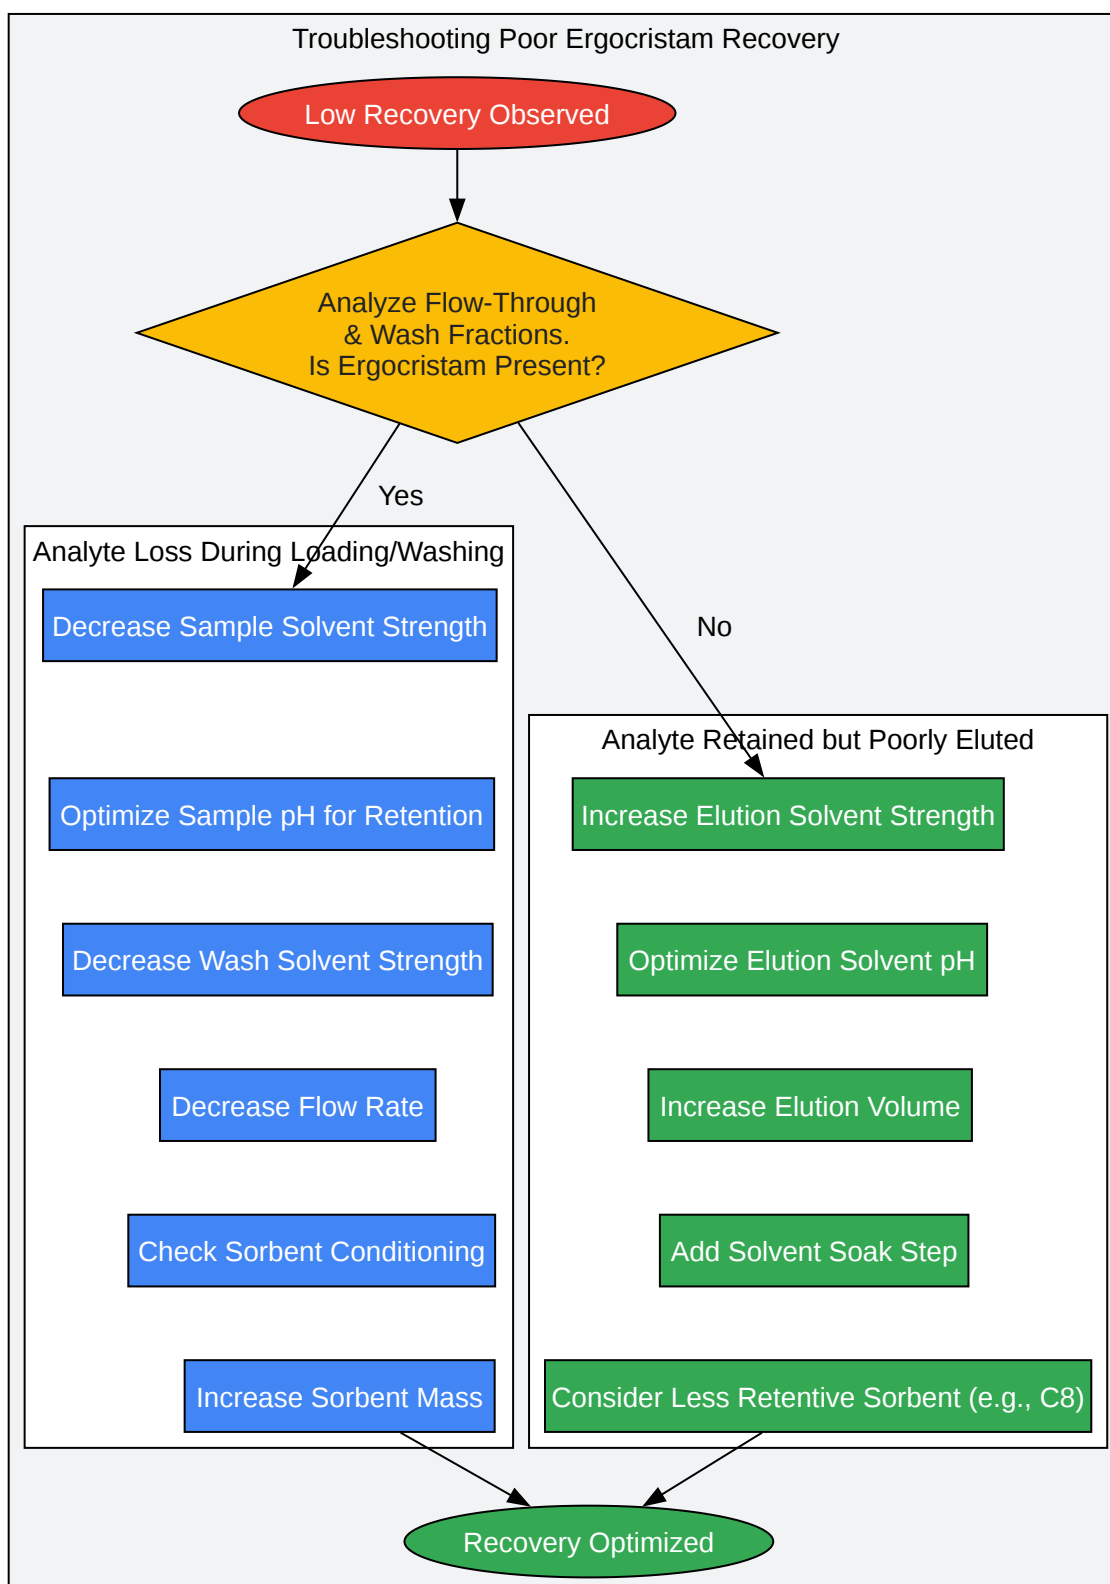 Troubleshooting Poor Ergocristam Recovery
Low Recovery Observed
Analyze Flow-Through
& Wash Fractions.
Is Ergocristam Present?
Yes
No
Analyte Loss During Loading/Washing
Decrease Sample Solvent Strength
Optimize Sample pH for Retention
Decrease Wash Solvent Strength
Decrease Flow Rate
Check Sorbent Conditioning
Increase Sorbent Mass
Analyte Retained but Poorly Eluted
Increase Elution Solvent Strength
Optimize Elution Solvent pH
Increase Elution Volume
Add Solvent Soak Step
Consider Less Retentive Sorbent (e.g., C8)
Recovery Optimized